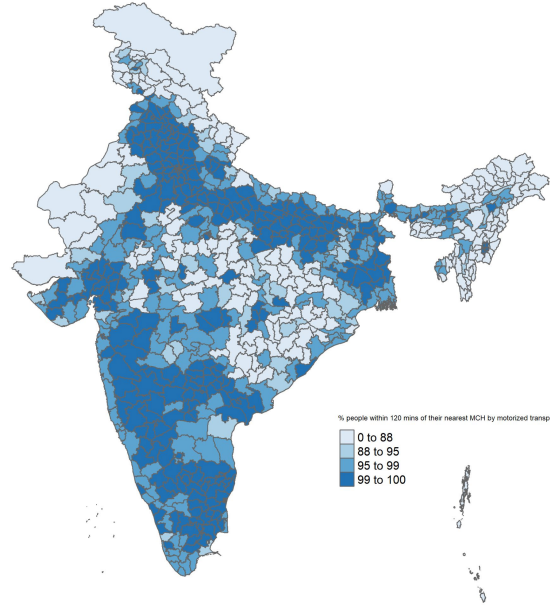 % people within 120 mins of their nearest MCH by motorized transp
0 to 88
88 to 95
95 to 99
99 to 100